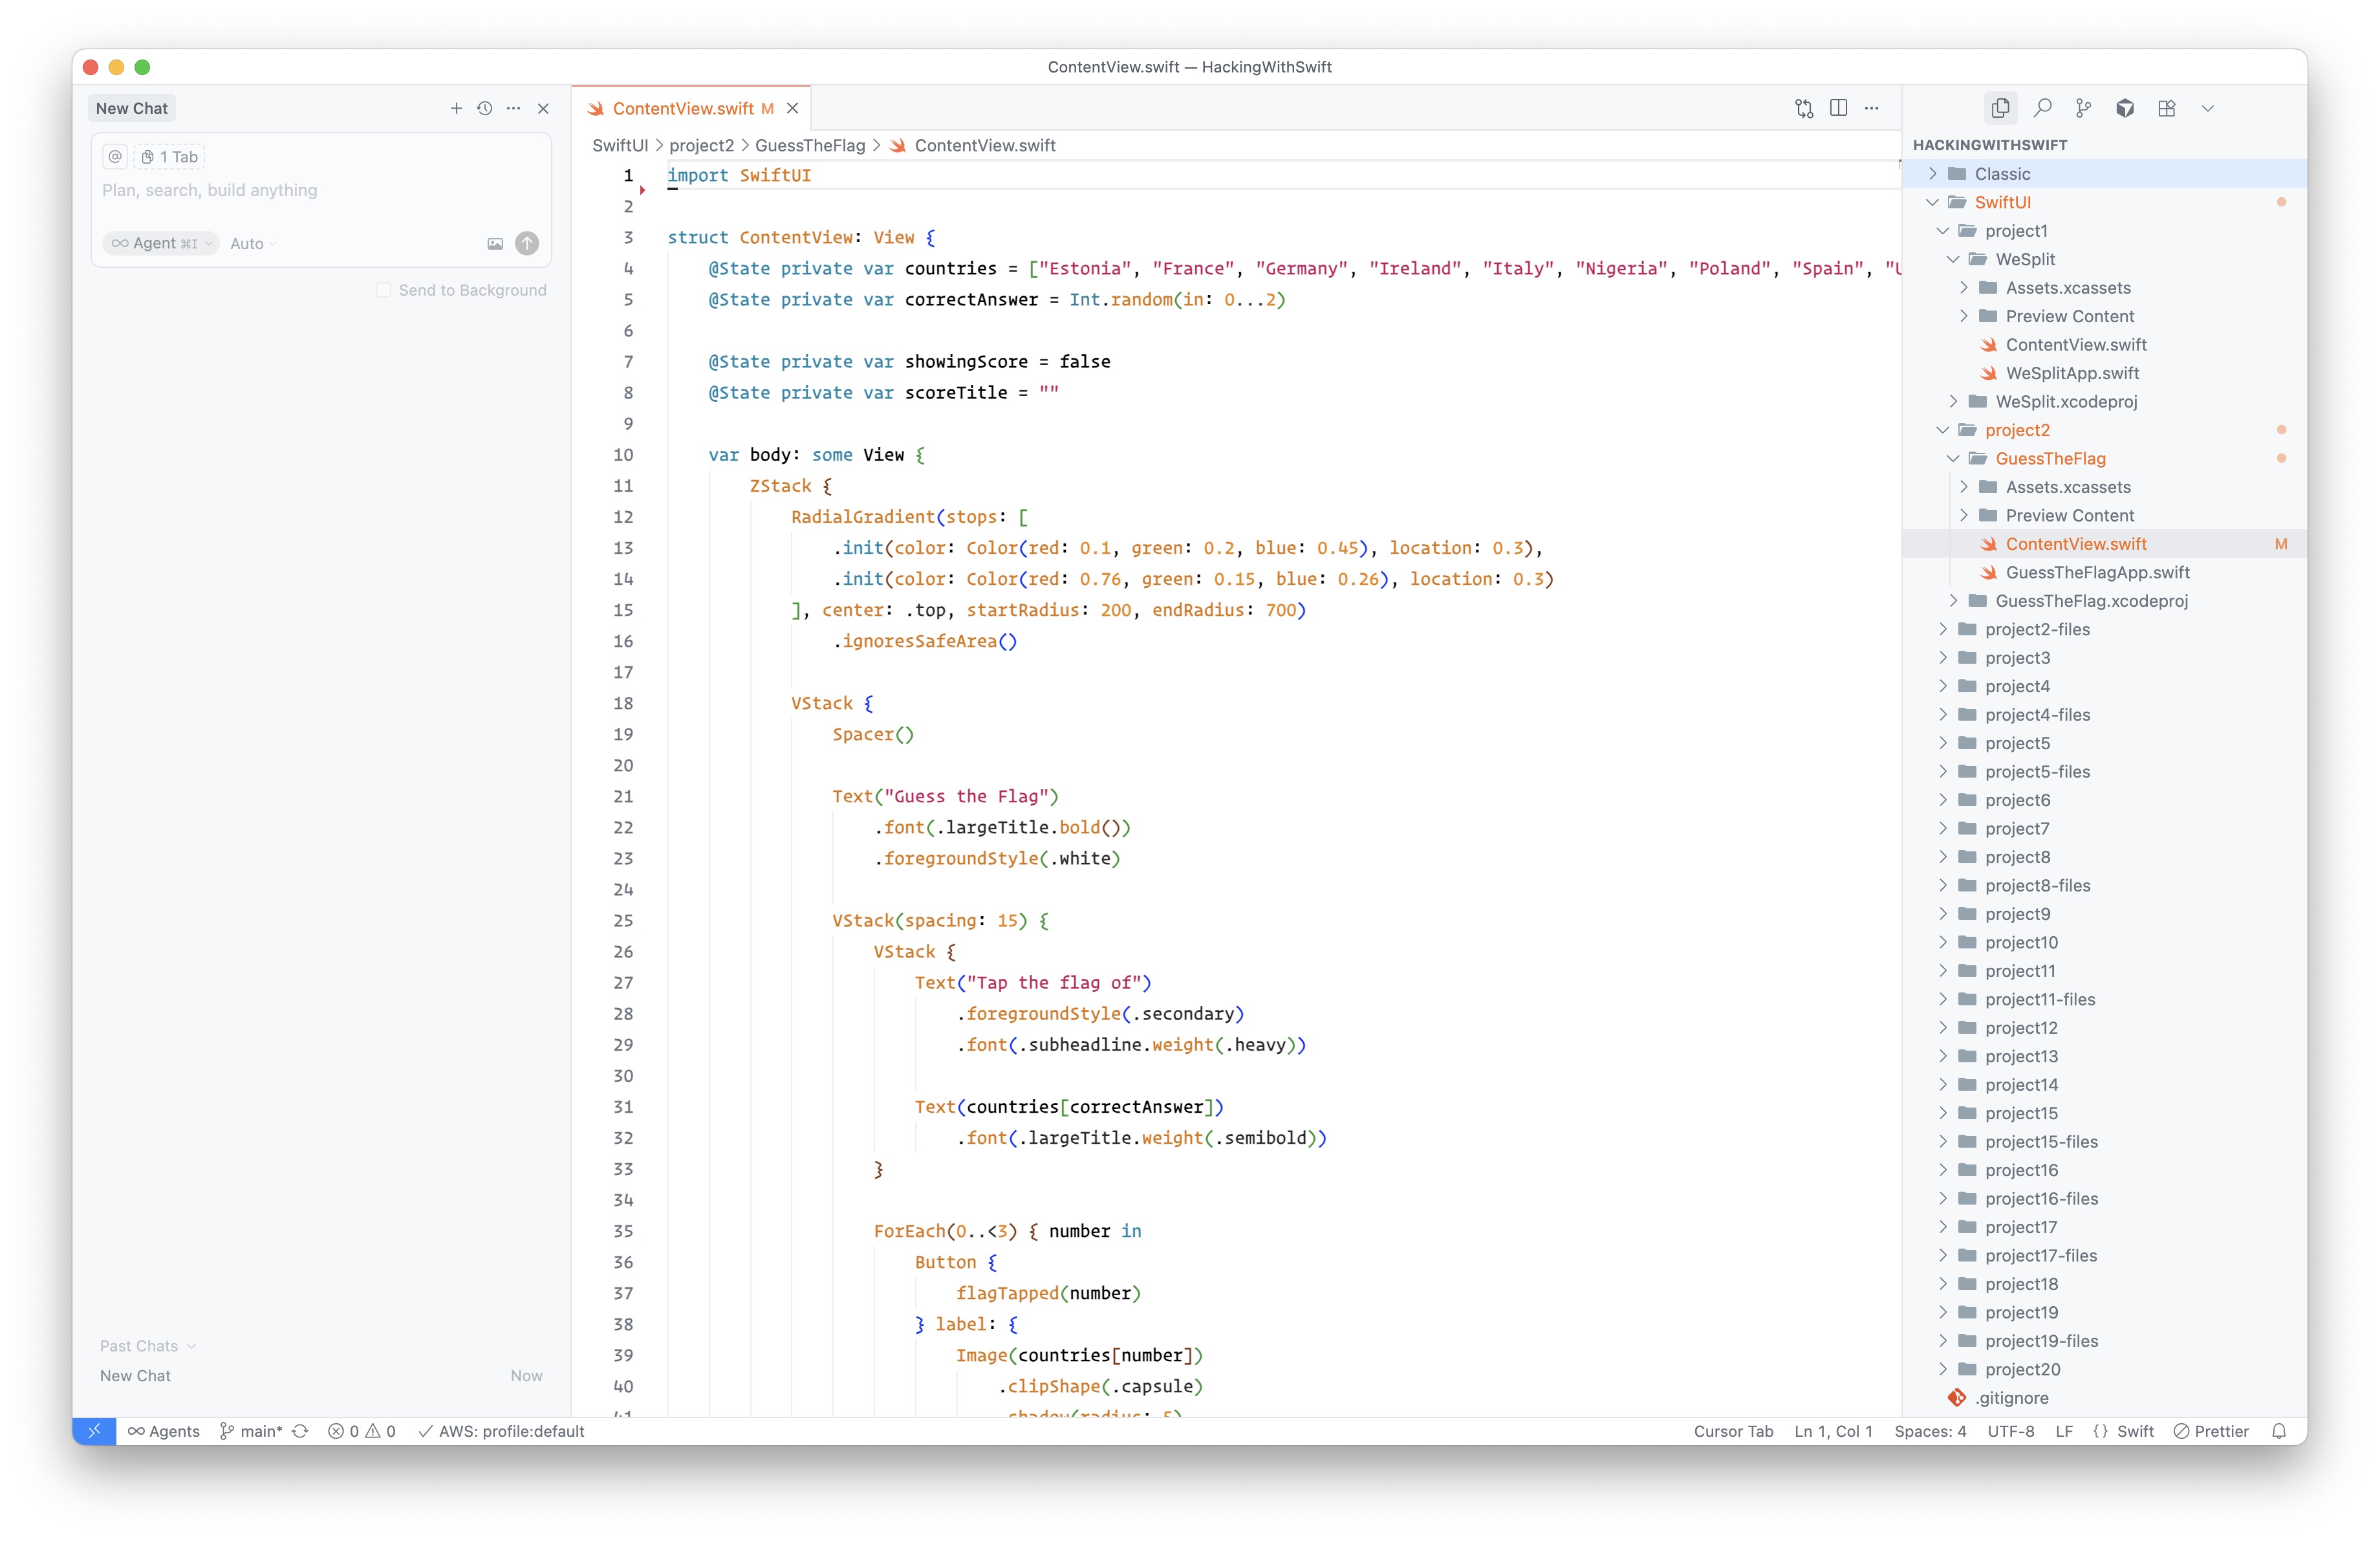 ContentView.swift — HackingWithSwift
New Chat
@ 1 Tab
Plan, search, build anything
Agent ⌘I Auto
Send to Background
Past Chats
New Chat Now
ContentView.swift M
SwiftUI > project2 > GuessTheFlag > ContentView.swift
1 import SwiftUI
2
3 struct ContentView: View {
4     @State private var countries = ["Estonia", "France", "Germany", "Ireland", "Italy", "Nigeria", "Poland", "Spain", "U
5     @State private var correctAnswer = Int.random(in: 0...2)
6
7     @State private var showingScore = false
8     @State private var scoreTitle = ""
9
10     var body: some View {
11         ZStack {
12             RadialGradient(stops: [
13                 .init(color: Color(red: 0.1, green: 0.2, blue: 0.45), location: 0.3),
14                 .init(color: Color(red: 0.76, green: 0.15, blue: 0.26), location: 0.3)
15             ], center: .top, startRadius: 200, endRadius: 700)
16                 .ignoresSafeArea()
17
18             VStack {
19                 Spacer()
20
21                 Text("Guess the Flag")
22                     .font(.largeTitle.bold())
23                     .foregroundStyle(.white)
24
25                 VStack(spacing: 15) {
26                     VStack {
27                         Text("Tap the flag of")
28                             .foregroundStyle(.secondary)
29                             .font(.subheadline.weight(.heavy))
30
31                         Text(countries[correctAnswer])
32                             .font(.largeTitle.weight(.semibold))
33                     }
34
35                     ForEach(0..<3) { number in
36                         Button {
37                             flagTapped(number)
38                         } label: {
39                             Image(countries[number])
40                                 .clipShape(.capsule)
41                                 .shadow(radius: 5)
HACKINGWITHSWIFT
Classic
SwiftUI
project1
WeSplit
Assets.xcassets
Preview Content
ContentView.swift
WeSplitApp.swift
WeSplit.xcodeproj
project2
GuessTheFlag
Assets.xcassets
Preview Content
ContentView.swift M
GuessTheFlagApp.swift
GuessTheFlag.xcodeproj
project2-files
project3
project4
project4-files
project5
project5-files
project6
project7
project8
project8-files
project9
project10
project11
project11-files
project12
project13
project14
project15
project15-files
project16
project16-files
project17
project17-files
project18
project19
project19-files
project20
.gitignore
Agents main* 0 0 AWS: profile:default Cursor Tab Ln 1, Col 1 Spaces: 4 UTF-8 LF {} Swift Prettier